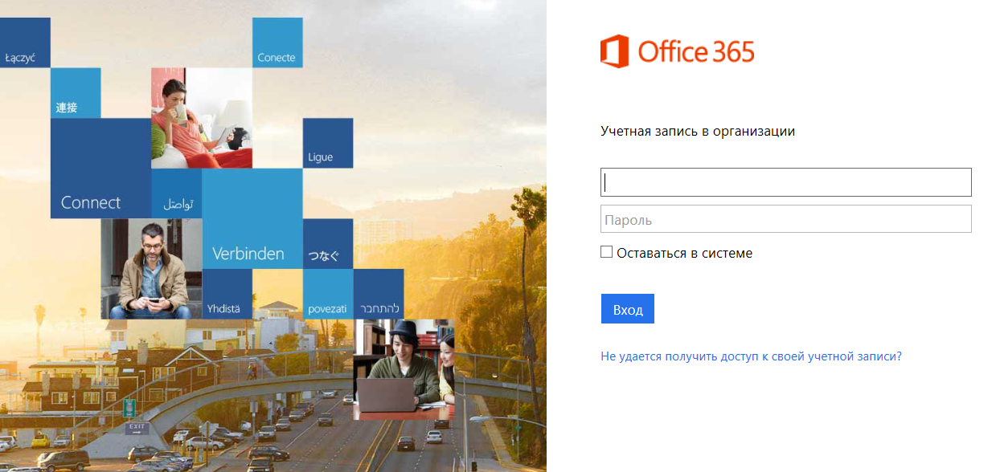 Łączyć
Conecte
連接
Ligue
Connect
تواصَل
Verbinden
つなぐ
Yhdistä
povezati
להתחבר
EXIT
Office 365
Учетная запись в организации
Пароль
Оставаться в системе
Вход
Не удается получить доступ к своей учетной записи?